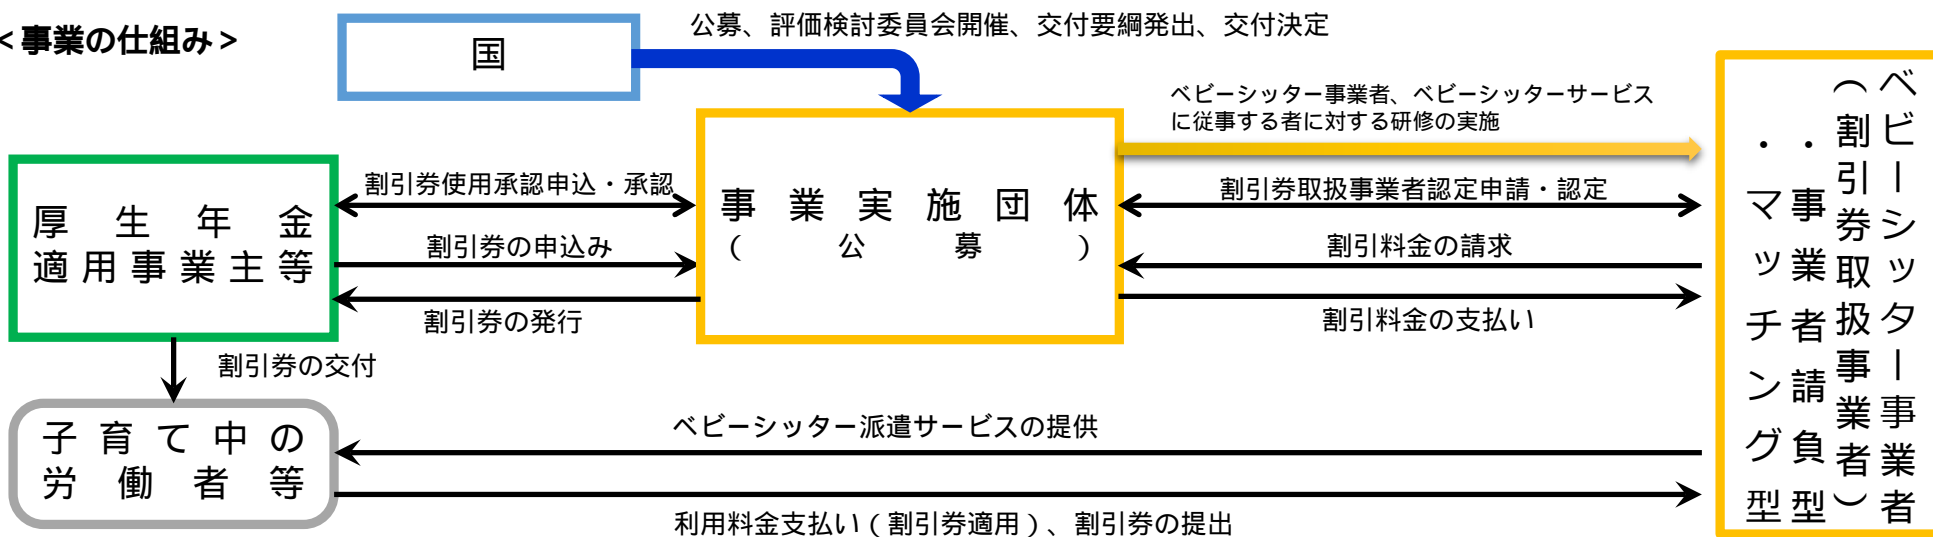 <事業の仕組み>
国
公募、評価検討委員会開催、交付要綱発出、交付決定
ベビーシッター事業者、ベビーシッターサービス
に従事する者に対する研修の実施
厚生年金
適用事業主等
割引券使用承認申込・承認
割引券の申込み
割引券の発行
事業実施団体
(公募)
割引券取扱事業者認定申請・認定
割引料金の請求
割引料金の支払い
ベビーシッター事業者
(割引券取扱事業者)
・事業者請負型
・マッチング型
割引券の交付
子育て中の
労働者等
ベビーシッター派遣サービスの提供
利用料金支払い(割引券適用)、割引券の提出